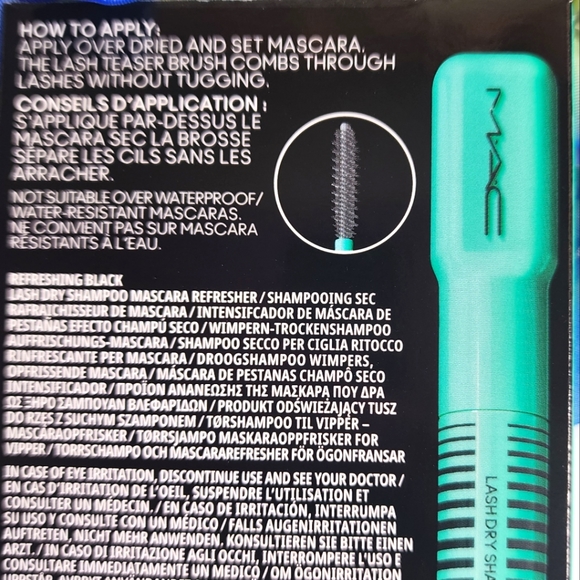 HOW TO APPLY:
APPLY OVER DRIED AND SET MASCARA.
THE LASH TEASER BRUSH COMBS THROUGH
LASHES WITHOUT TUGGING.
CONSEILS D'APPLICATION :
S'APPLIQUE PAR-DESSUS LE
MASCARA SEC LA BROSSE
SÉPARE LES CILS SANS LES
ARRACHER.
NOT SUITABLE OVER WATERPROOF/
WATER-RESISTANT MASCARAS.
NE CONVIENT PAS SUR MASCARA
RÉSISTANTS À L'EAU.
REFRESHING BLACK
LASH DRY SHAMPOO MASCARA REFRESHER / SHAMPOOING SEC
RAFRAÎCHISSEUR DE MASCARA / INTENSIFCADOR DE MÁSCARA DE
PESTAÑAS EFECTO CHAMPÚ SECO / WIMPERN-TROCKENSHAMPOO
AUFFRISCHUNGS-MASCARA / SHAMPOO SECCO PER CIGLIA RITOCCO
RINFRESCANTE PER MASCARA / DROOGSHAMPOO WIMPERS,
OPFRISSENDE MASCARA / MÁSCARA DE PESTANAS CHAMPÔ SECO
INTENSIFICADOR / ΠΡΟΪΟΝ ΑΝΑΝΕΩΣΗΣ ΤΗΣ ΜΑΣΚΑΡΑ ΠΟΥ ΔΡΑ
ΩΣ ΞΗΡΟ ΣΑΜΠΟΥΑΝ ΒΛΕΦΑΡΙΔΩΝ / PRODUKT ODŚWIEŻAJĄCY TUSZ
DO RZĘS Z SUCHYM SZAMPONEM / TØRSHAMPOO TIL VIPPER –
MASCARAOPFRISKER / TØRRSJAMPO MASKARAOPPFRISKER FOR
VIPPER / TORRSCHAMPO OCH MASCARAREFRESHER FÖR ÖGONFRANSAR
IN CASE OF EYE IRRITATION, DISCONTINUE USE AND SEE YOUR DOCTOR /
EN CAS D'IRRITATION DE L'OEIL, SUSPENDRE L'UTILISATION ET
CONSULTER UN MÉDECIN. / EN CASO DE IRRITACIÓN, INTERRUMPA
SU USO Y CONSULTE CON UN MÉDICO / FALLS AUGENIRRITATIONEN
AUFTRETEN, NICHT MEHR ANWENDEN. KONSULTIEREN SIE BITTE EINEN
ARZT. / IN CASO DI IRRITAZIONE AGLI OCCHI, INTERROMPERE L'USO E
CONSULTARE IMMEDIATAMENTE UN MEDICO / OM ÖGONIRRITATION
MAC
LASH DRY SH